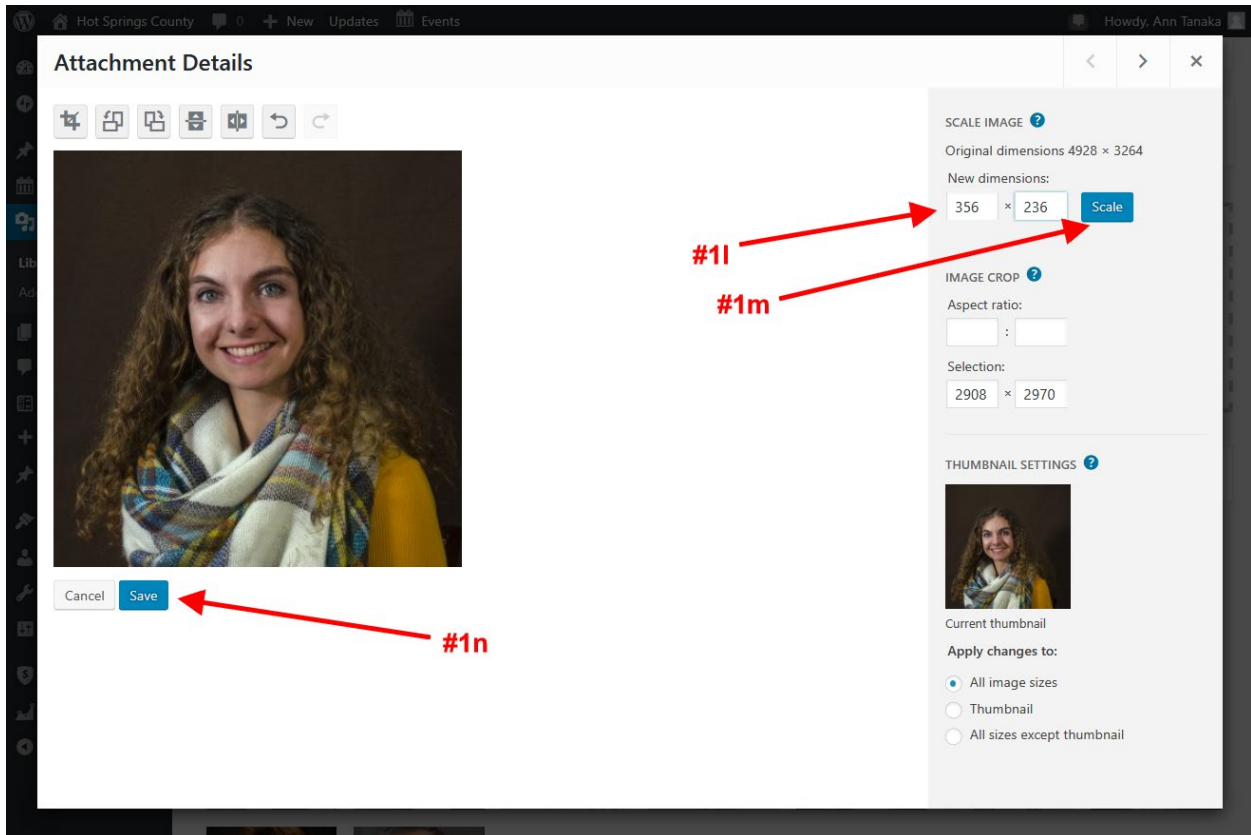 Hot Springs County 0 + New Updates Events Howdy, Ann Tanaka
Attachment Details
SCALE IMAGE ?
Original dimensions 4928 × 3264
New dimensions:
356 × 236 Scale
#1l
#1m
IMAGE CROP ?
Aspect ratio:
:
Selection:
2908 × 2970
THUMBNAIL SETTINGS ?
Current thumbnail
Cancel Save
#1n
Apply changes to:
All image sizes
Thumbnail
All sizes except thumbnail
Lib
Ad